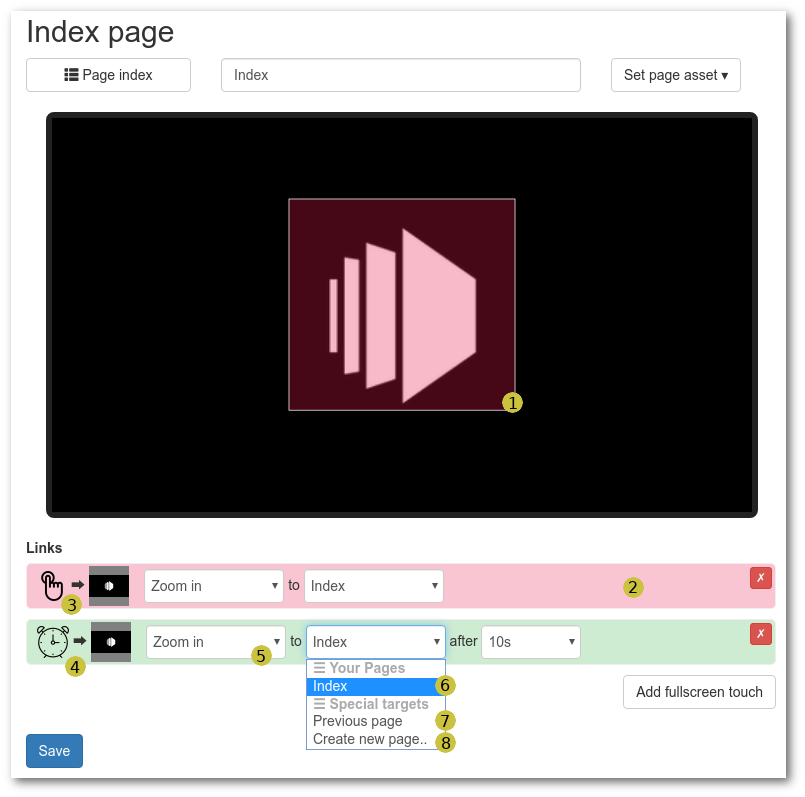 Index page
Page index
Index
Set page asset ▾
1
Links
Zoom in to Index ✗
2
3
Zoom in to Index after 10s ✗
4
5
☰ Your Pages
Index
6
☰ Special targets
Previous page
7
Create new page..
8
Add fullscreen touch
Save